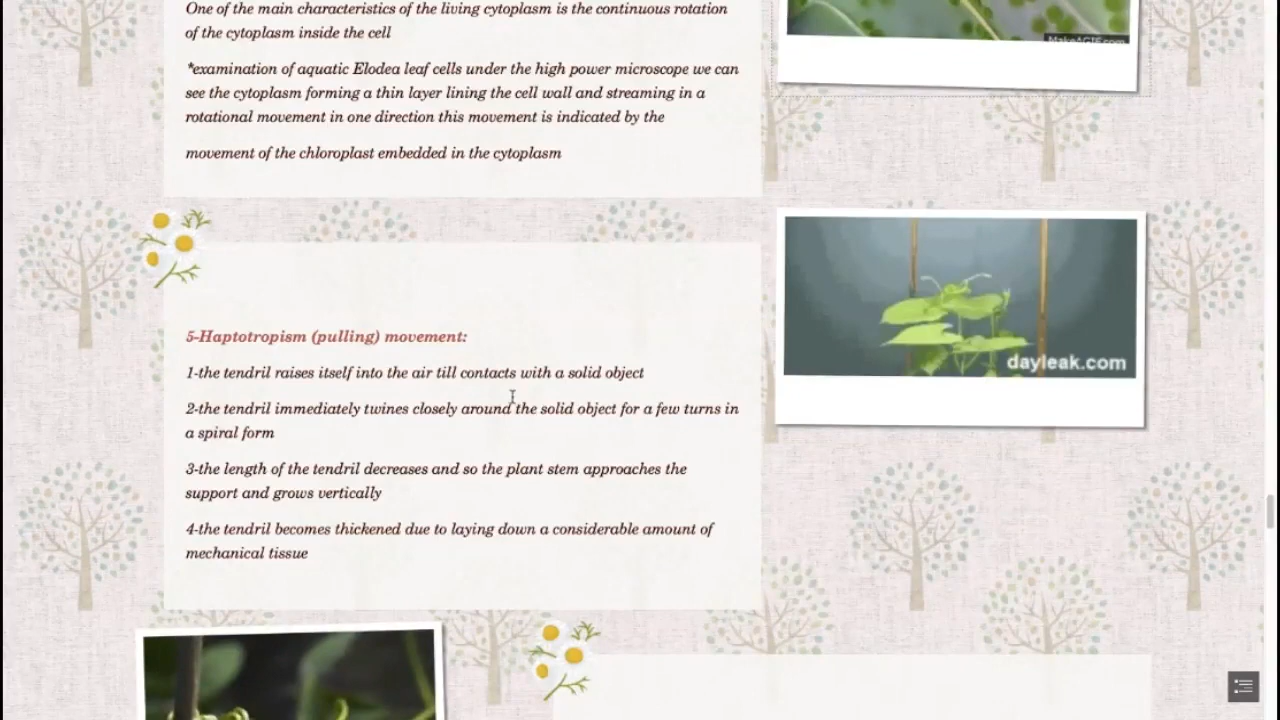 One of the main characteristics of the living cytoplasm is the continuous rotation
of the cytoplasm inside the cell
*examination of aquatic Elodea leaf cells under the high power microscope we can
see the cytoplasm forming a thin layer lining the cell wall and streaming in a
rotational movement in one direction this movement is indicated by the
movement of the chloroplast embedded in the cytoplasm
MakeAGIF.com
5-Haptotropism (pulling) movement:
1-the tendril raises itself into the air till contacts with a solid object
2-the tendril immediately twines closely around the solid object for a few turns in
a spiral form
3-the length of the tendril decreases and so the plant stem approaches the
support and grows vertically
4-the tendril becomes thickened due to laying down a considerable amount of
mechanical tissue
dayleak.com